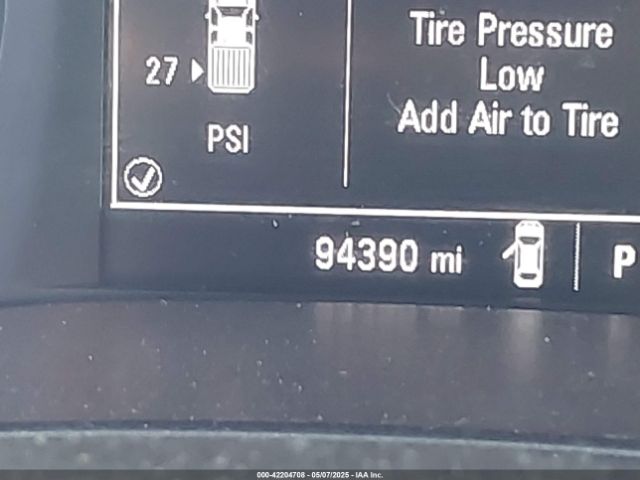 Tire Pressure
Low
Add Air to Tire
27
PSI
94390 mi
P
000-42204708 - 05/07/2025 - IAA Inc.